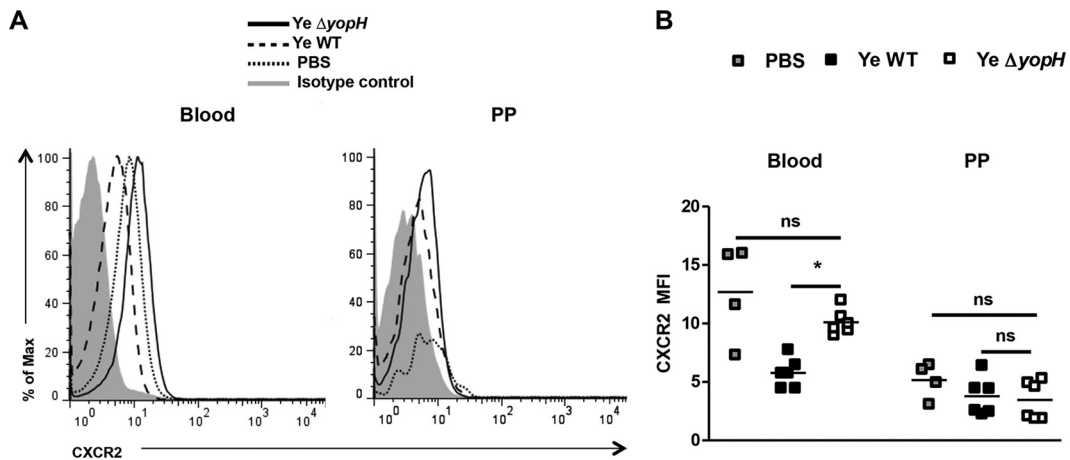 A
Ye ΔyopH
Ye WT
PBS
Isotype control
Blood
PP
100
80
60
40
20
0
10^0
10^1
10^2
10^3
10^4
100
80
60
40
20
0
10^0
10^1
10^2
10^3
10^4
% of Max
CXCR2
B
PBS Ye WT Ye ΔyopH
Blood PP
20
15
10
5
0
CXCR2 MFI
ns
*
ns
ns